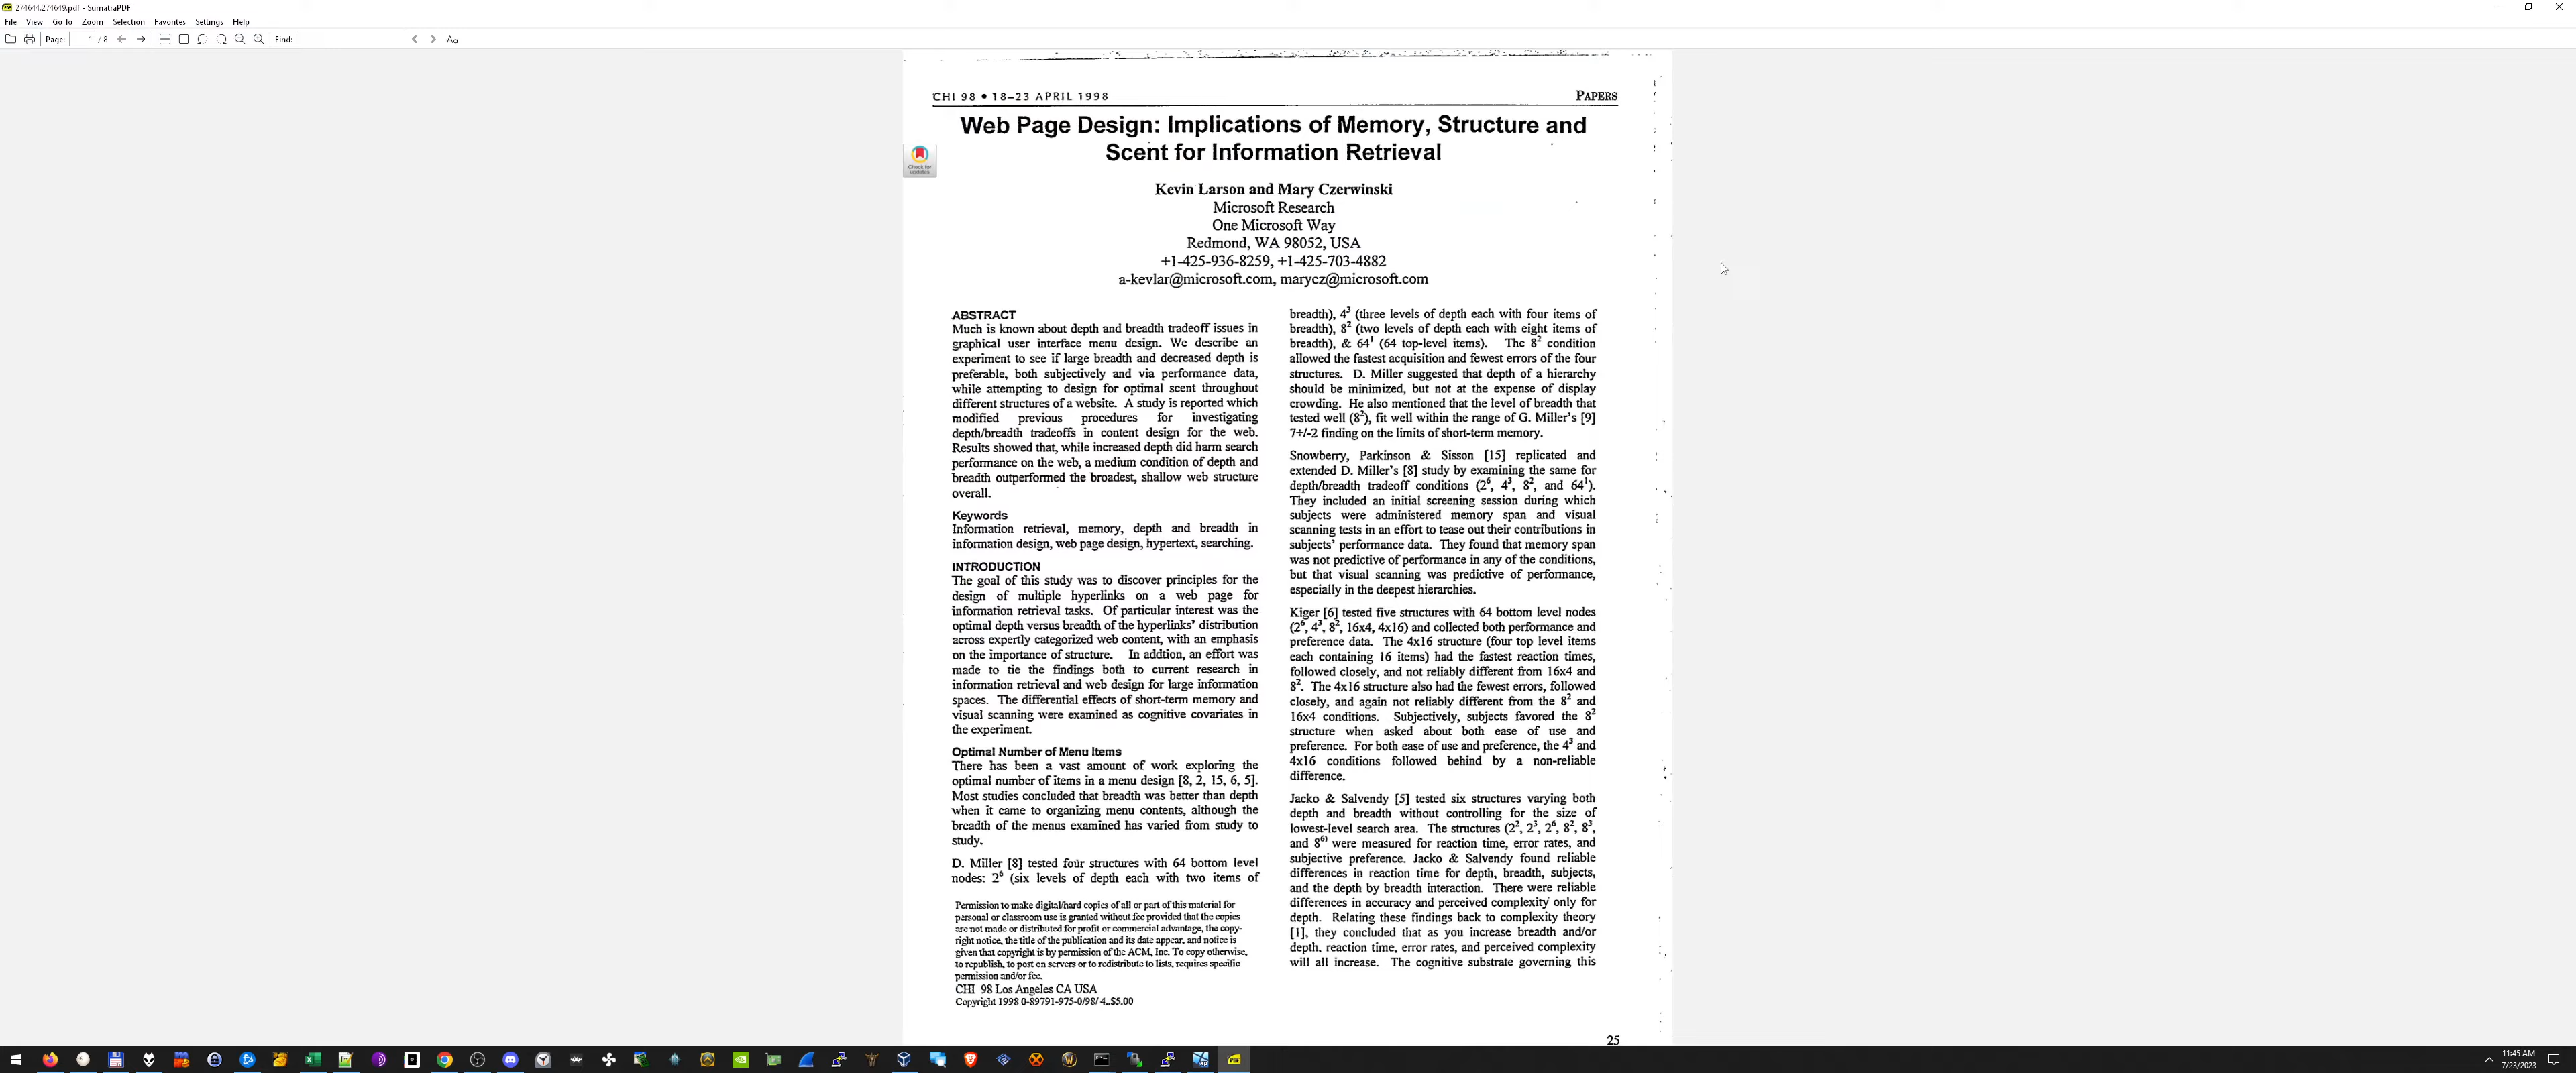 274644.274649.pdf - SumatraPDF
File View Go To Zoom Selection Favorites Settings Help
Page: 1 / 8 Find: Aa
CHI 98 • 18–23 APRIL 1998 PAPERS
Web Page Design: Implications of Memory, Structure and
Scent for Information Retrieval
Check for
updates
Kevin Larson and Mary Czerwinski
Microsoft Research
One Microsoft Way
Redmond, WA 98052, USA
+1-425-936-8259, +1-425-703-4882
a-kevlar@microsoft.com, marycz@microsoft.com
ABSTRACT
Much is known about depth and breadth tradeoff issues in
graphical user interface menu design. We describe an
experiment to see if large breadth and decreased depth is
preferable, both subjectively and via performance data,
while attempting to design for optimal scent throughout
different structures of a website. A study is reported which
modified previous procedures for investigating
depth/breadth tradeoffs in content design for the web.
Results showed that, while increased depth did harm search
performance on the web, a medium condition of depth and
breadth outperformed the broadest, shallow web structure
overall.
Keywords
Information retrieval, memory, depth and breadth in
information design, web page design, hypertext, searching.
INTRODUCTION
The goal of this study was to discover principles for the
design of multiple hyperlinks on a web page for
information retrieval tasks. Of particular interest was the
optimal depth versus breadth of the hyperlinks' distribution
across expertly categorized web content, with an emphasis
on the importance of structure. In addtion, an effort was
made to tie the findings both to current research in
information retrieval and web design for large information
spaces. The differential effects of short-term memory and
visual scanning were examined as cognitive covariates in
the experiment.
Optimal Number of Menu Items
There has been a vast amount of work exploring the
optimal number of items in a menu design [8, 2, 15, 6, 5].
Most studies concluded that breadth was better than depth
when it came to organizing menu contents, although the
breadth of the menus examined has varied from study to
study.
D. Miller [8] tested four structures with 64 bottom level
nodes: 2⁶ (six levels of depth each with two items of
Permission to make digital/hard copies of all or part of this material for
personal or classroom use is granted without fee provided that the copies
are not made or distributed for profit or commercial advantage, the copy-
right notice, the title of the publication and its date appear, and notice is
given that copyright is by permission of the ACM, Inc. To copy otherwise,
to republish, to post on servers or to redistribute to lists, requires specific
permission and/or fee.
CHI 98 Los Angeles CA USA
Copyright 1998 0-89791-975-0/98/ 4..$5.00
breadth), 4³ (three levels of depth each with four items of
breadth), 8² (two levels of depth each with eight items of
breadth), & 64¹ (64 top-level items). The 8² condition
allowed the fastest acquisition and fewest errors of the four
structures. D. Miller suggested that depth of a hierarchy
should be minimized, but not at the expense of display
crowding. He also mentioned that the level of breadth that
tested well (8²), fit well within the range of G. Miller's [9]
7+/-2 finding on the limits of short-term memory.
Snowberry, Parkinson & Sisson [15] replicated and
extended D. Miller's [8] study by examining the same for
depth/breadth tradeoff conditions (2⁶, 4³, 8², and 64¹).
They included an initial screening session during which
subjects were administered memory span and visual
scanning tests in an effort to tease out their contributions in
subjects' performance data. They found that memory span
was not predictive of performance in any of the conditions,
but that visual scanning was predictive of performance,
especially in the deepest hierarchies.
Kiger [6] tested five structures with 64 bottom level nodes
(2⁶, 4³, 8², 16x4, 4x16) and collected both performance and
preference data. The 4x16 structure (four top level items
each containing 16 items) had the fastest reaction times,
followed closely, and not reliably different from 16x4 and
8². The 4x16 structure also had the fewest errors, followed
closely, and again not reliably different from the 8² and
16x4 conditions. Subjectively, subjects favored the 8²
structure when asked about both ease of use and
preference. For both ease of use and preference, the 4³ and
4x16 conditions followed behind by a non-reliable
difference.
Jacko & Salvendy [5] tested six structures varying both
depth and breadth without controlling for the size of
lowest-level search area. The structures (2², 2³, 2⁶, 8², 8³,
and 8⁶⁾ were measured for reaction time, error rates, and
subjective preference. Jacko & Salvendy found reliable
differences in reaction time for depth, breadth, subjects,
and the depth by breadth interaction. There were reliable
differences in accuracy and perceived complexity only for
depth. Relating these findings back to complexity theory
[1], they concluded that as you increase breadth and/or
depth, reaction time, error rates, and perceived complexity
will all increase. The cognitive substrate governing this
25
11:45 AM
7/23/2023